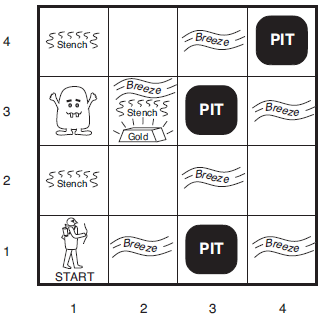 4
Stench
Breeze
PIT
3
Breeze
Stench
Gold
PIT
Breeze
2
Stench
Breeze
1
START
Breeze
PIT
Breeze
1 2 3 4